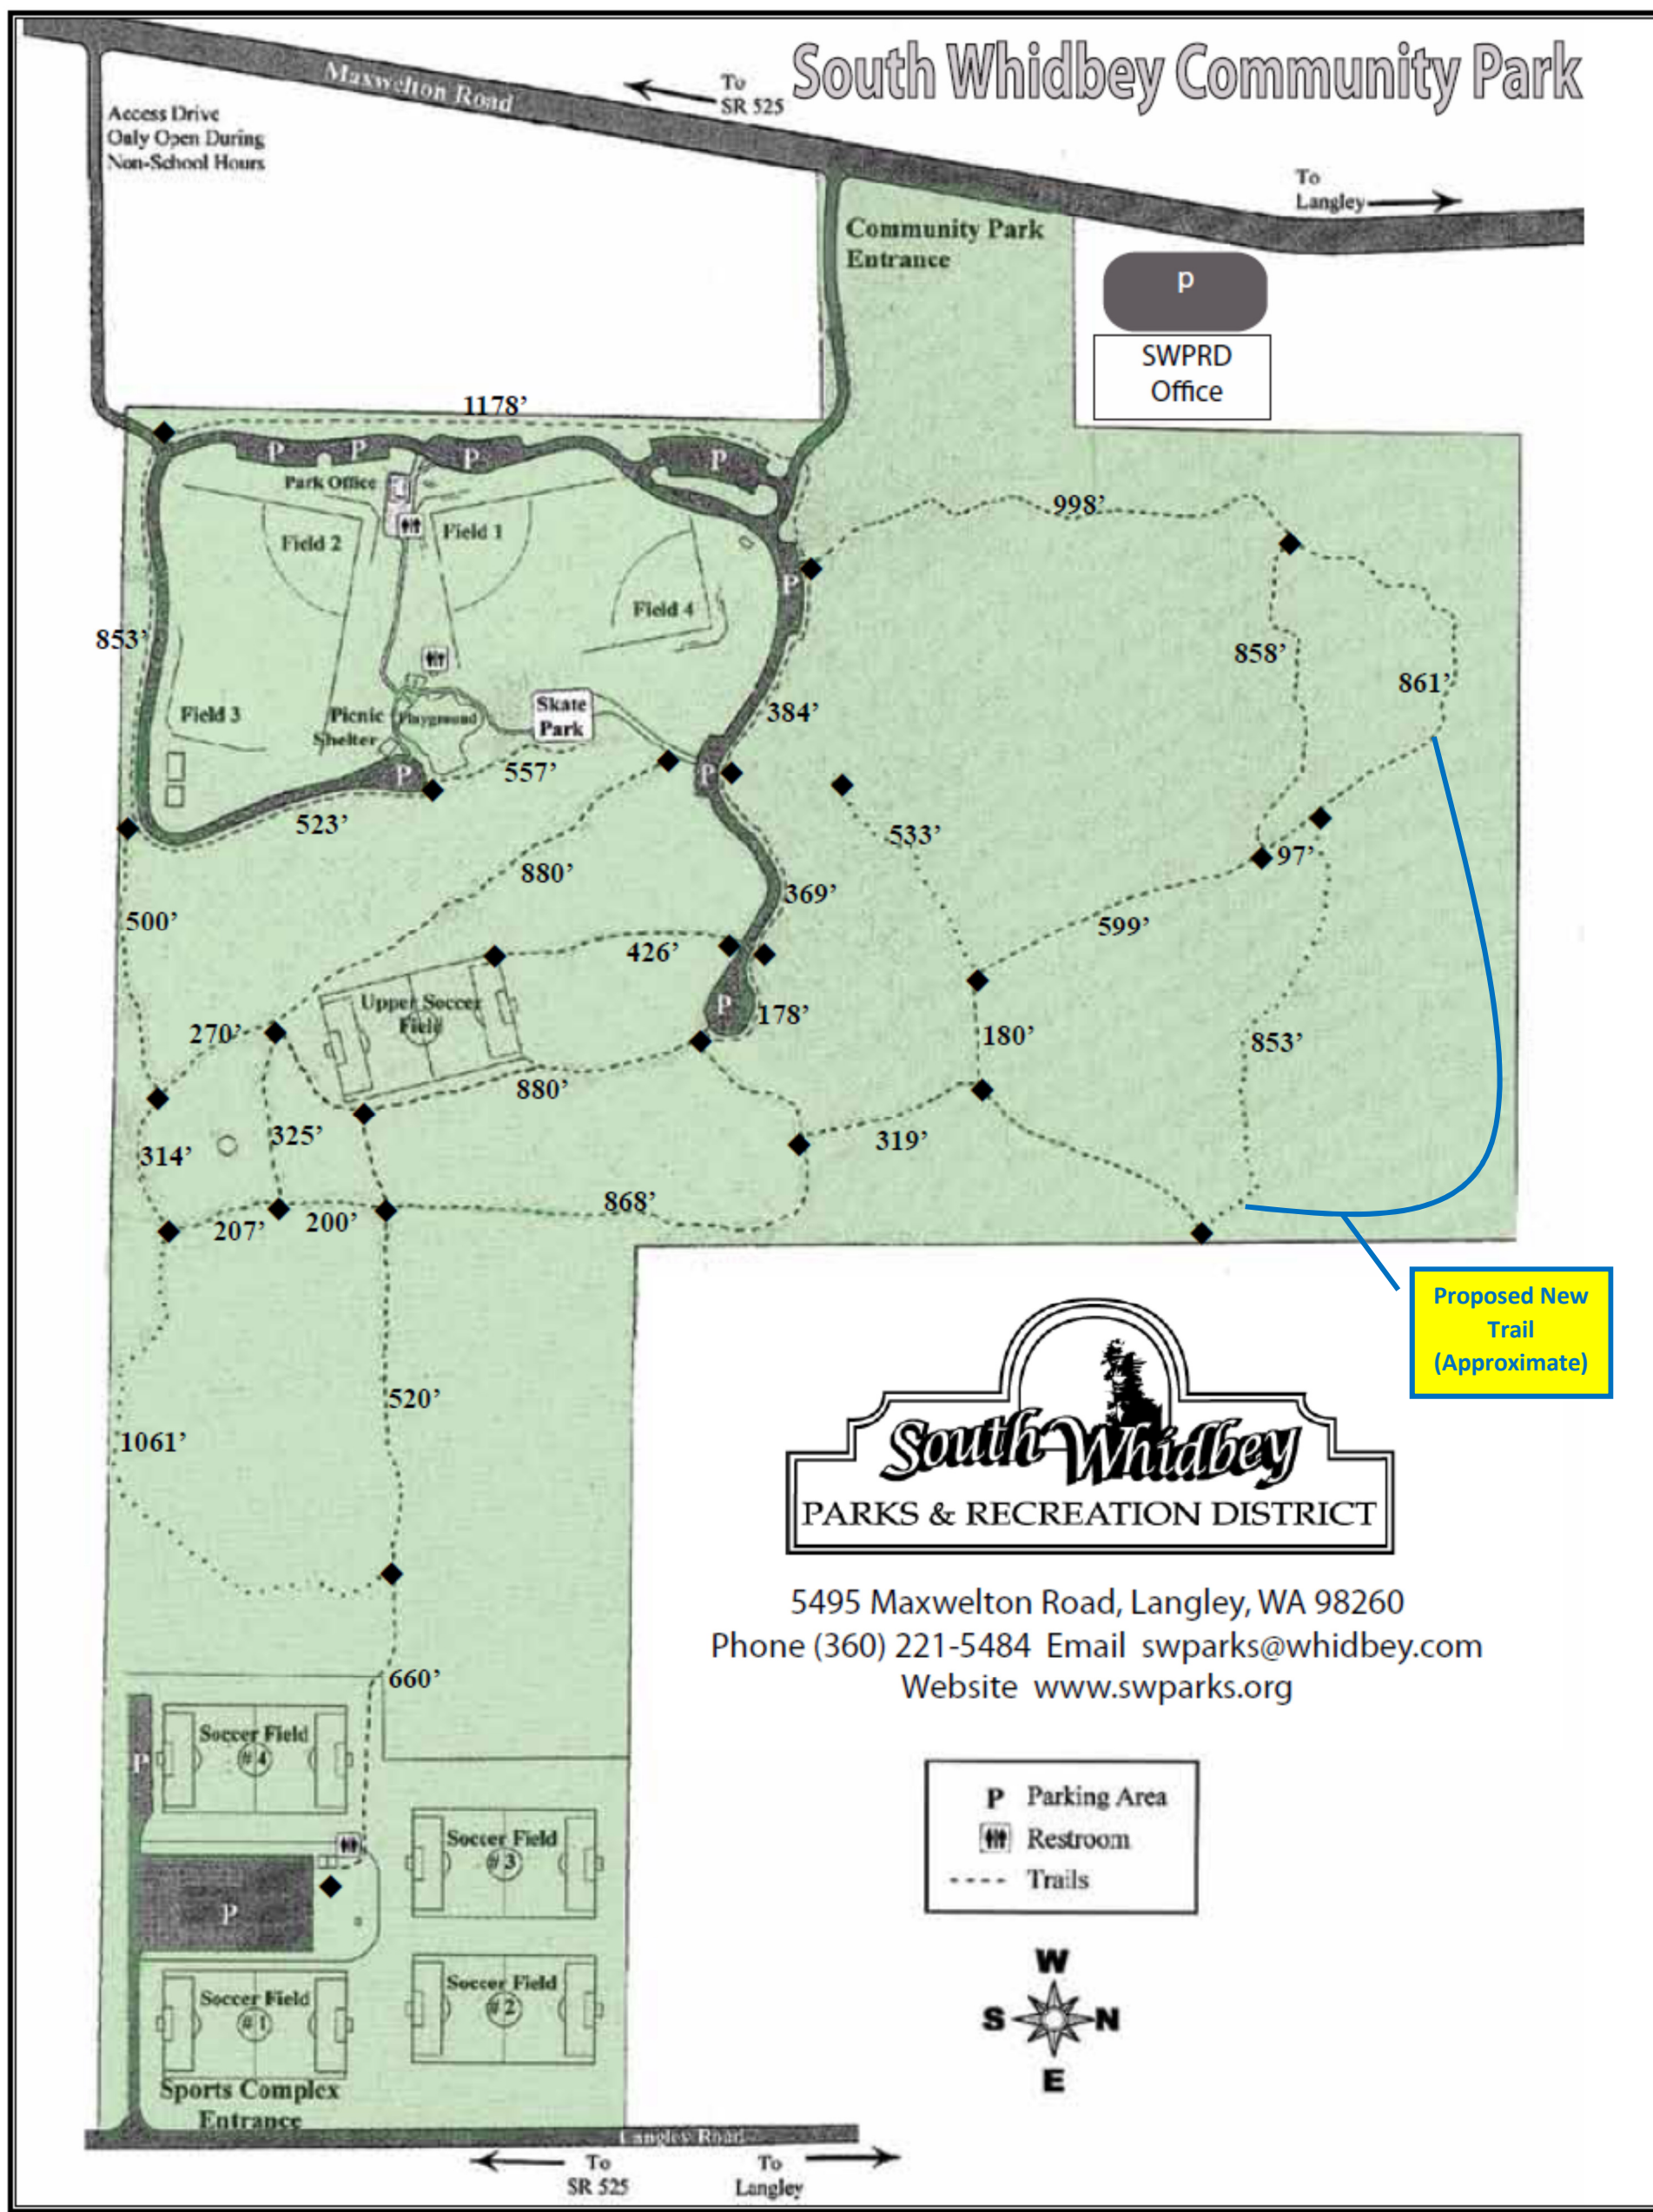 South Whidbey Community Park
Maxwelton Road
To
SR 525
Access Drive
Only Open During
Non-School Hours
To
Langley
Community Park
Entrance
P
SWPRD
Office
1178’
P
P
P
P
Park Office
998’
Field 2
Field 1
Field 4
P
853’
858’
861’
Field 3
Picnic
Shelter
Playground
Skate
Park
384’
P
557’
P
523’
533’
97’
880’
369’
500’
599’
426’
Upper Soccer
Field
P
178’
270’
180’
853’
880’
325’
319’
314’
868’
207’
200’
Proposed New
Trail
(Approximate)
520’
1061’
South Whidbey
PARKS & RECREATION DISTRICT
5495 Maxwelton Road, Langley, WA 98260
Phone (360) 221-5484 Email swparks@whidbey.com
Website www.swparks.org
660’
Soccer Field
#4
P
P Parking Area
Restroom
Trails
Soccer Field
#3
P
W
S
N
E
Soccer Field
#2
Soccer Field
#1
Sports Complex
Entrance
Langley Road
To
SR 525
To
Langley